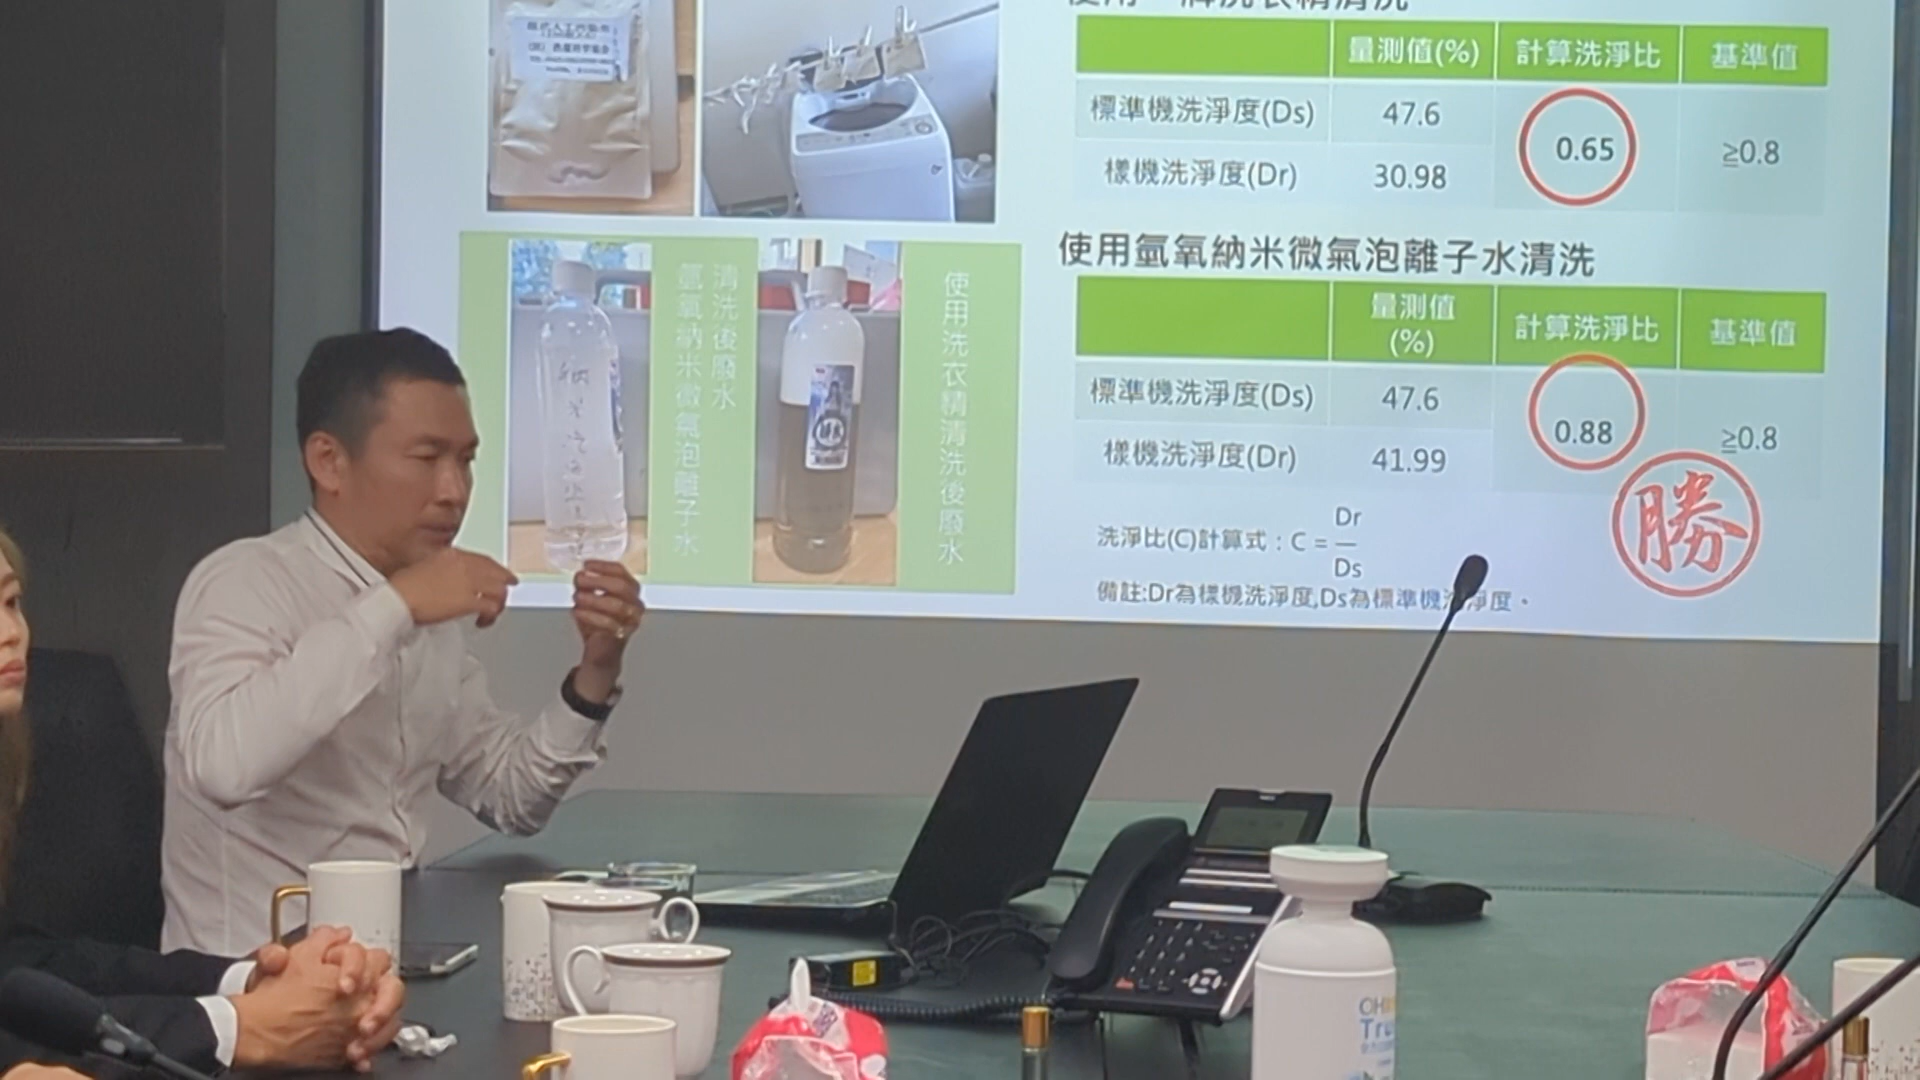 量測值(%) 計算洗淨比 基準值
標準機洗淨度(Ds) 47.6 0.65 ≧0.8
樣機洗淨度(Dr) 30.98
使用氫氧納米微氣泡離子水清洗
量測值(%) 計算洗淨比 基準值
標準機洗淨度(Ds) 47.6 0.88 ≧0.8
樣機洗淨度(Dr) 41.99
勝
洗淨比(C)計算式：C = Dr/Ds
備註:Dr為樣機洗淨度,Ds為標準機洗淨度。
氫氧納米微氣泡離子水
清洗後廢水
使用洗衣精清洗後廢水